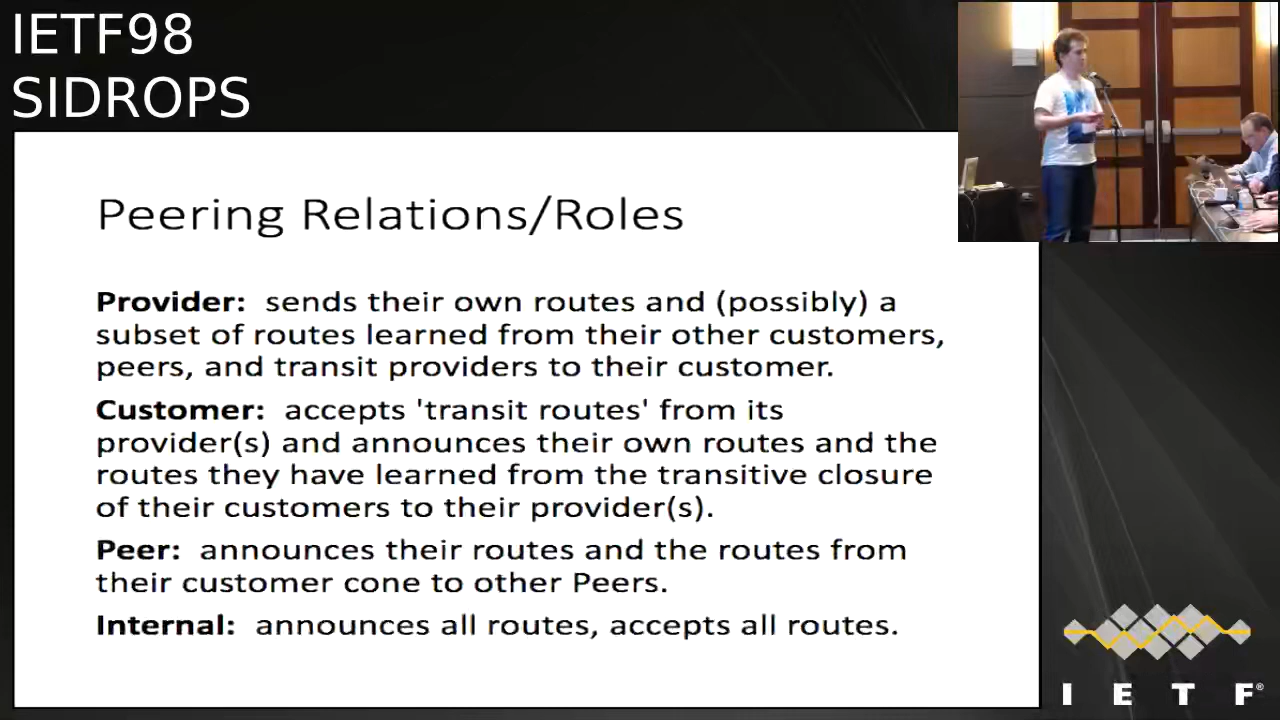 IETF98
SIDROPS
Peering Relations/Roles
Provider: sends their own routes and (possibly) a
subset of routes learned from their other customers,
peers, and transit providers to their customer.
Customer: accepts 'transit routes' from its
provider(s) and announces their own routes and the
routes they have learned from the transitive closure
of their customers to their provider(s).
Peer: announces their routes and the routes from
their customer cone to other Peers.
Internal: announces all routes, accepts all routes.
I E T F®